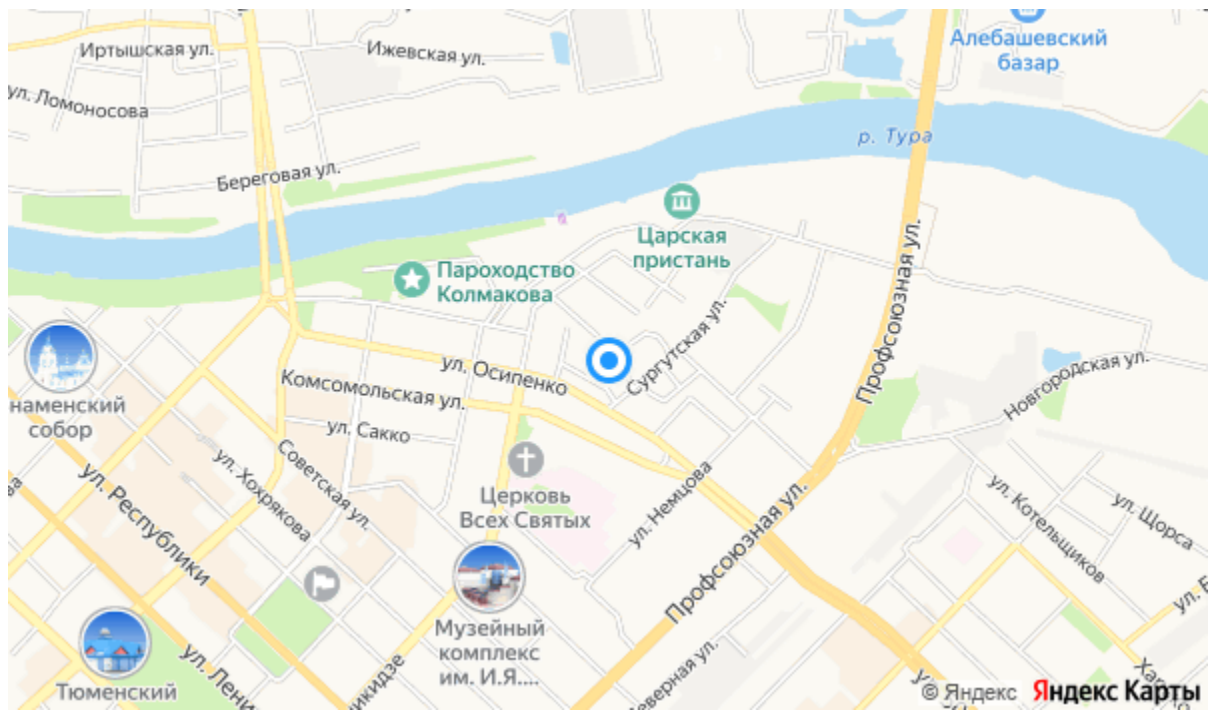 Иртышская ул.
Ижевская ул.
Алебашевский
базар
ул. Ломоносова
р. Тура
Береговая ул.
Царская
пристань
Профсоюзная ул.
Пароходство
Колмакова
Сургутская ул.
ул. Осипенко
Комсомольская ул.
Новгородская ул.
наменский
собор
ул. Сакко
Советская ул.
ул. Хохрякова
ул. Республики
Церковь
Всех Святых
ул. Немцова
Профсоюзная ул.
ул. Котельщиков
ул. Щорса
Музейный
комплекс
им. И.Я....
Тюменский
ул. Лени
икидзе
еверная ул.
© Яндекс Яндекс Карты